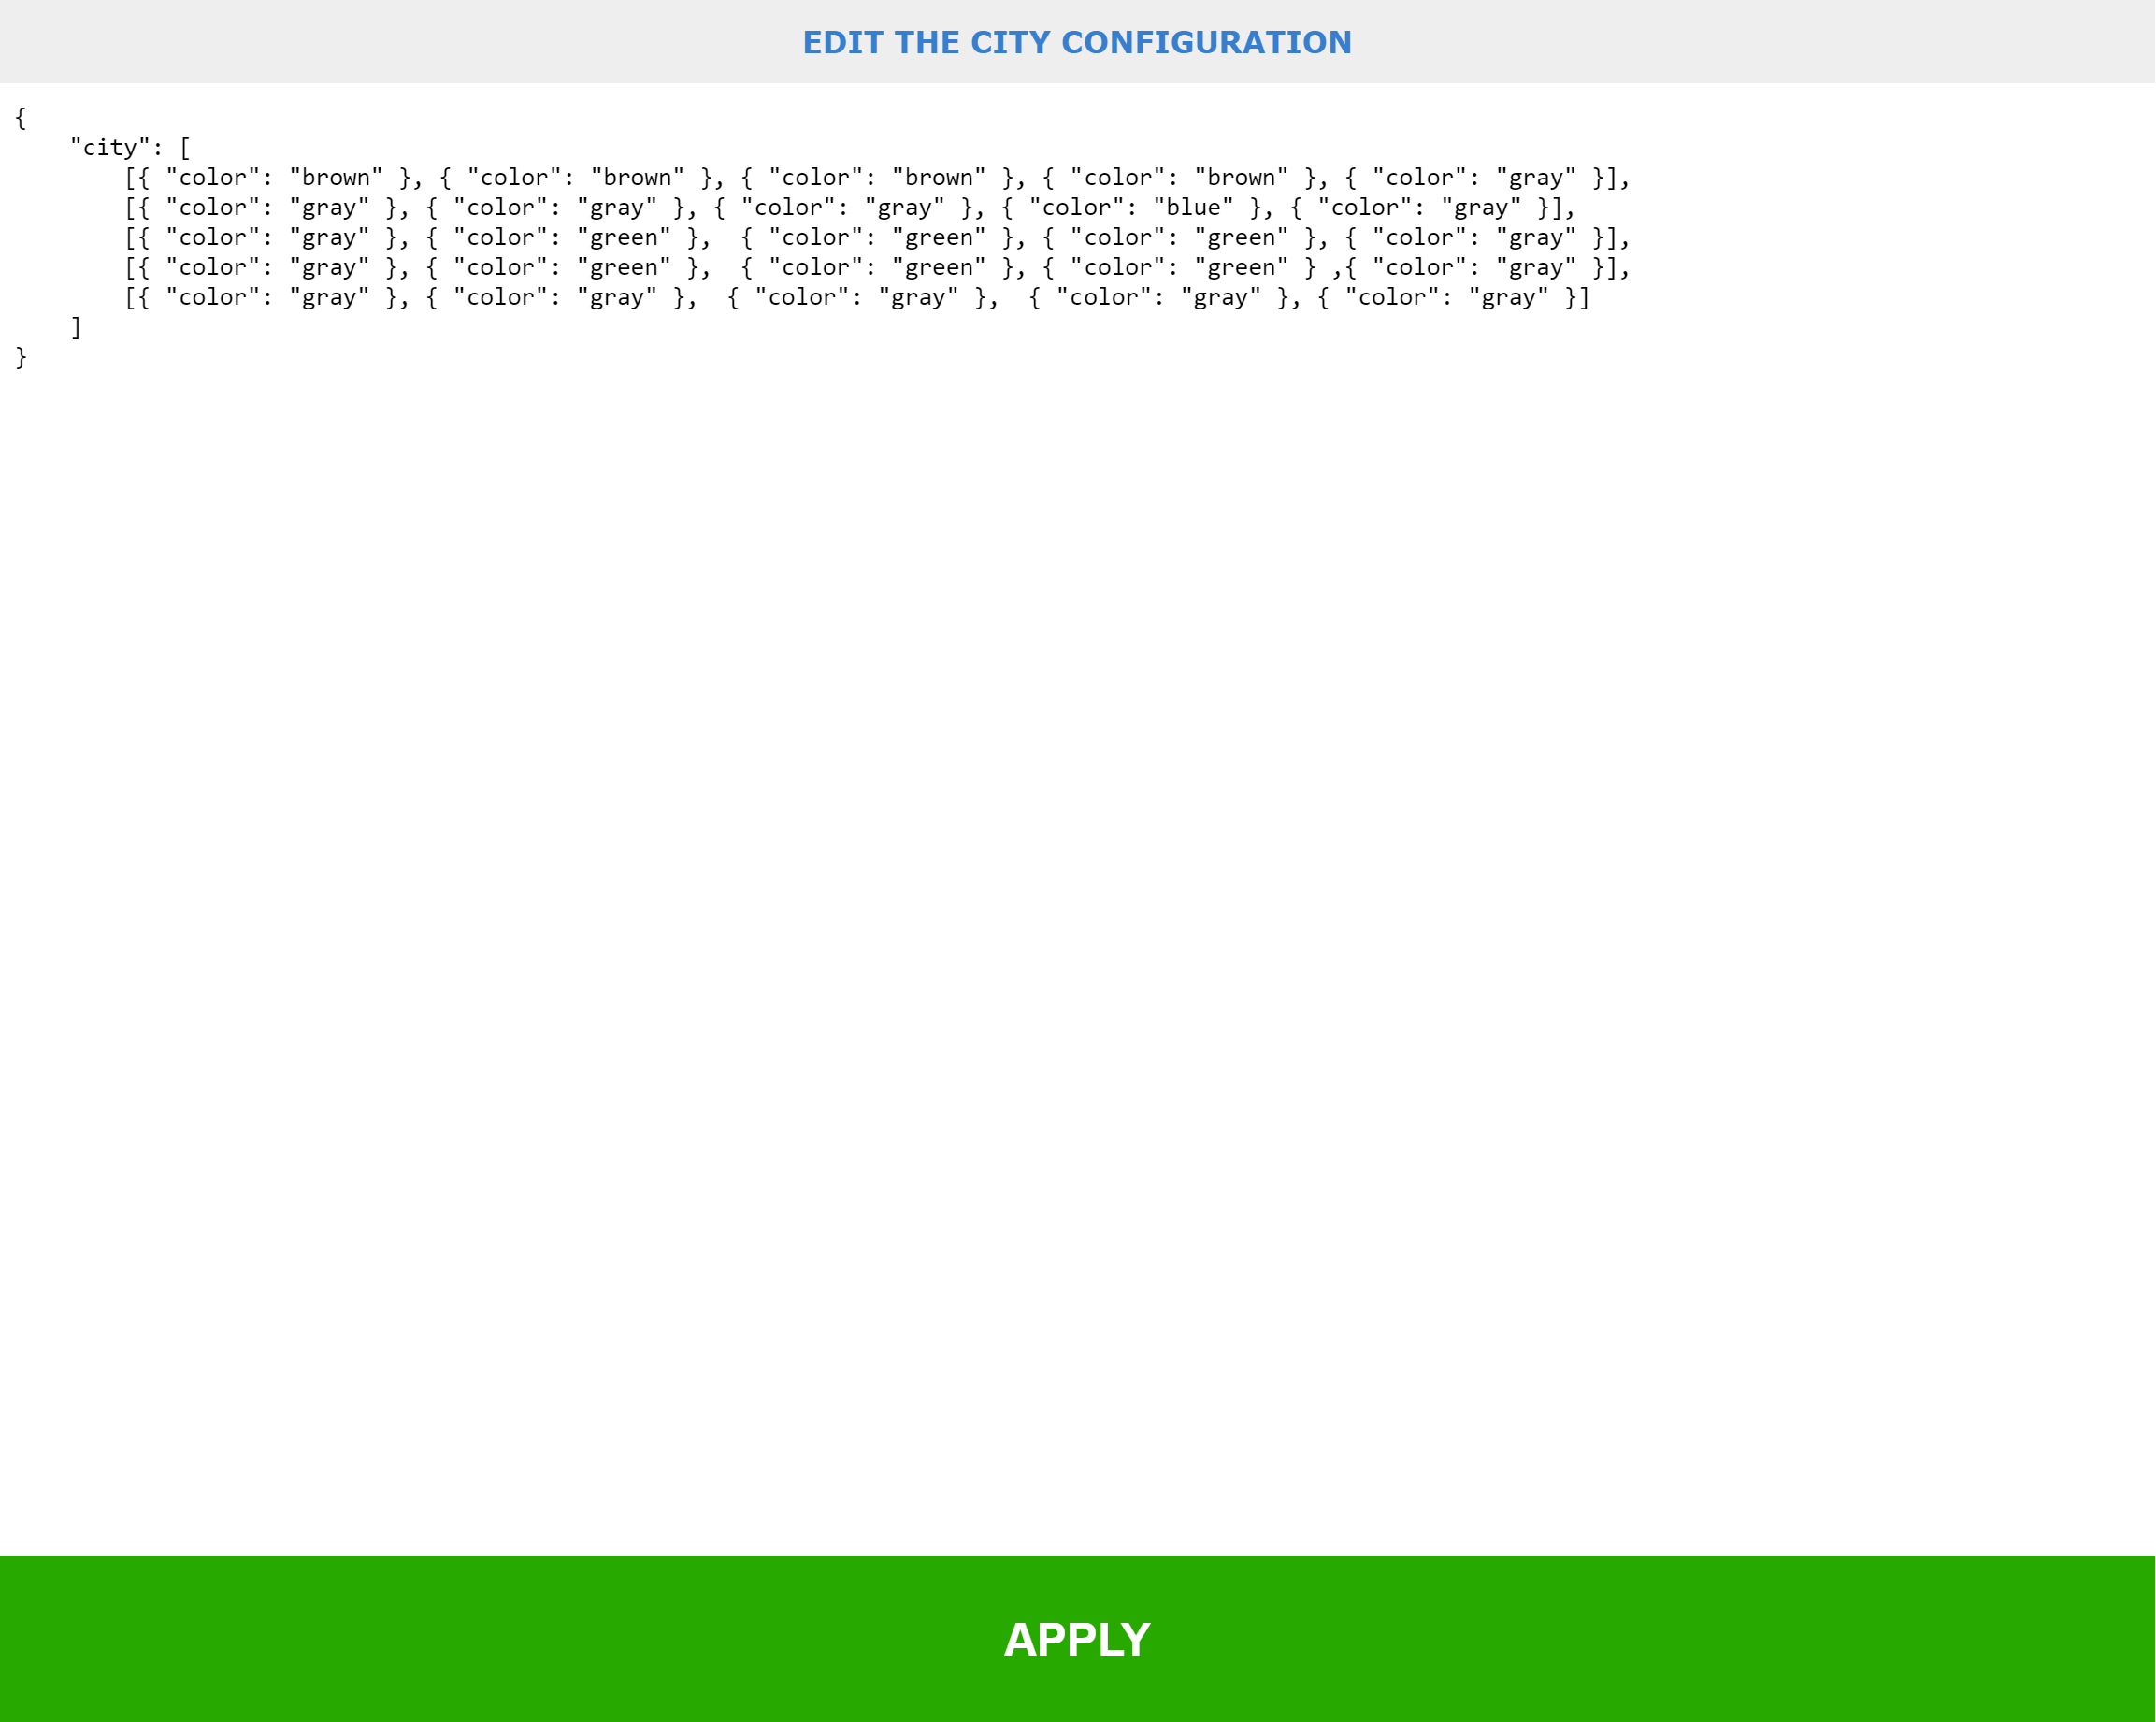 EDIT THE CITY CONFIGURATION
{
    "city": [
        [{ "color": "brown" }, { "color": "brown" }, { "color": "brown" }, { "color": "brown" }, { "color": "gray" }],
        [{ "color": "gray" }, { "color": "gray" }, { "color": "gray" }, { "color": "blue" }, { "color": "gray" }],
        [{ "color": "gray" }, { "color": "green" },  { "color": "green" }, { "color": "green" }, { "color": "gray" }],
        [{ "color": "gray" }, { "color": "green" },  { "color": "green" }, { "color": "green" } ,{ "color": "gray" }],
        [{ "color": "gray" }, { "color": "gray" },  { "color": "gray" },  { "color": "gray" }, { "color": "gray" }]
    ]
}
APPLY